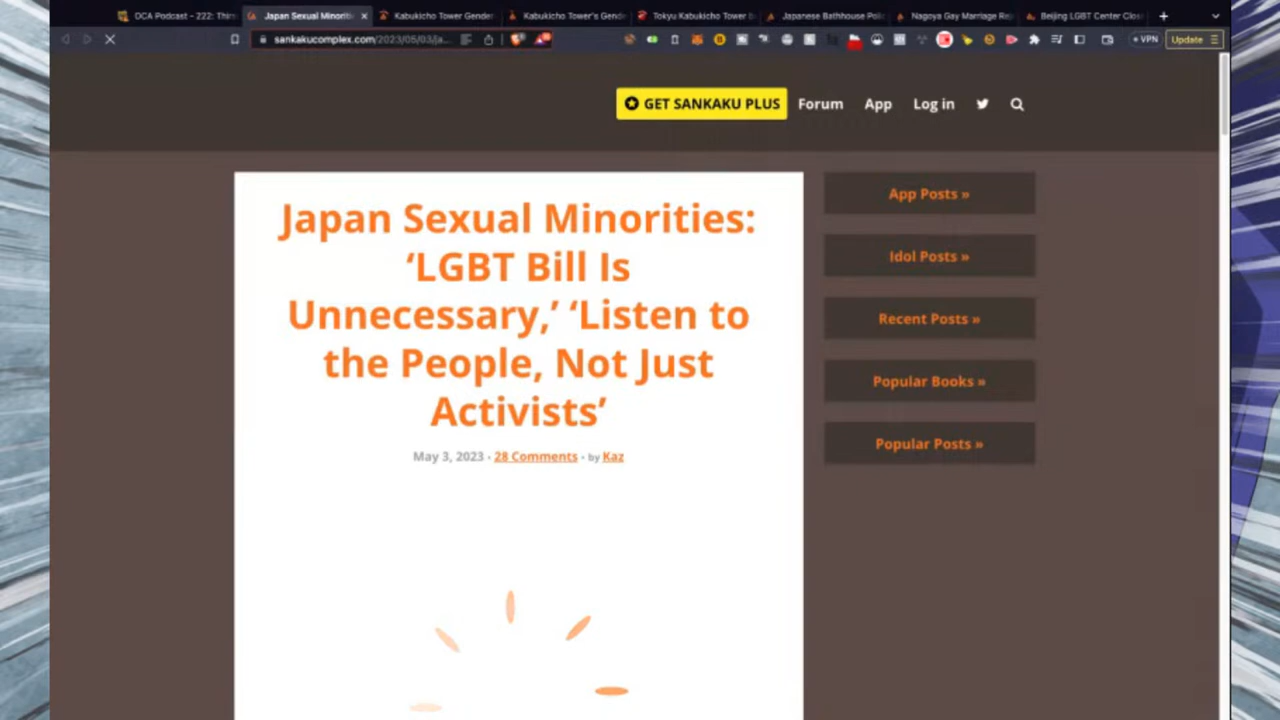 OCA Podcast - 222: Thirs
Japan Sexual Minoriti
Kabukicho Tower Gender
Kabukicho Tower's Gende
Tokyu Kabukicho Tower b
Japanese Bathhouse Poli
Nagoya Gay Marriage Re
Beijing LGBT Center Clos
sankakucomplex.com/2023/05/03/ja...
VPN
Update
GET SANKAKU PLUS
Forum
App
Log in
Japan Sexual Minorities:
‘LGBT Bill Is
Unnecessary,’ ‘Listen to
the People, Not Just
Activists’
May 3, 2023 · 28 Comments · by Kaz
App Posts »
Idol Posts »
Recent Posts »
Popular Books »
Popular Posts »